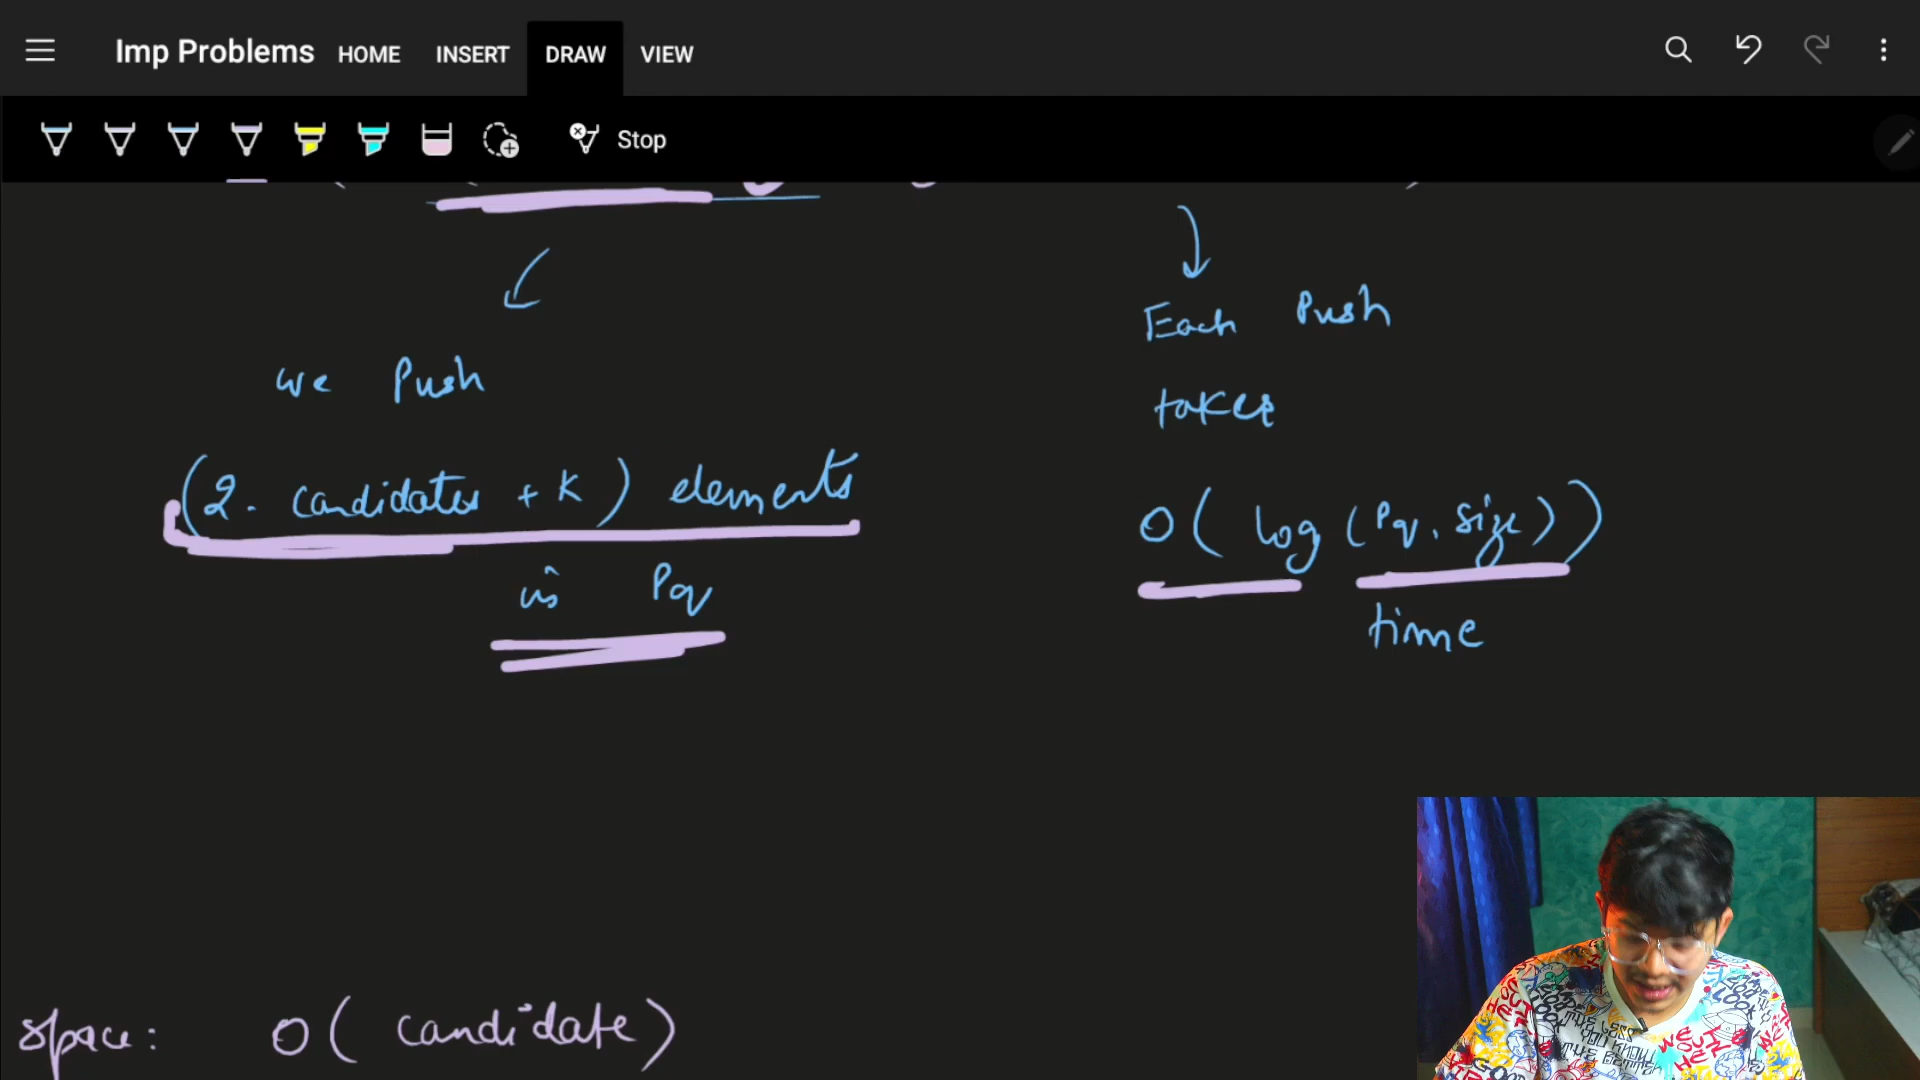 Imp Problems HOME INSERT DRAW VIEW
Stop
we Push
(2. candidates + K) elements
in Pq
Each Push
takes
O( log (Pq. size))
time
space: O( candidate)